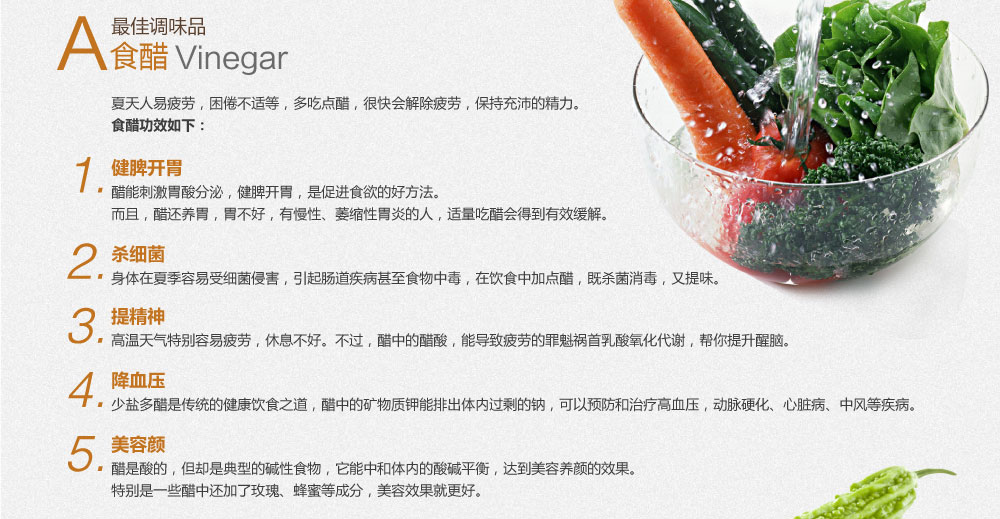 A 最佳调味品
食醋 Vinegar
夏天人易疲劳，困倦不适等，多吃点醋，很快会解除疲劳，保持充沛的精力。
食醋功效如下：
1. 健脾开胃
醋能刺激胃酸分泌，健脾开胃，是促进食欲的好方法。
而且，醋还养胃，胃不好，有慢性、萎缩性胃炎的人，适量吃醋会得到有效缓解。
2. 杀细菌
身体在夏季容易受细菌侵害，引起肠道疾病甚至食物中毒，在饮食中加点醋，既杀菌消毒，又提味。
3. 提精神
高温天气特别容易疲劳，休息不好。不过，醋中的醋酸，能导致疲劳的罪魁祸首乳酸氧化代谢，帮你提升醒脑。
4. 降血压
少盐多醋是传统的健康饮食之道，醋中的矿物质钾能排出体内过剩的钠，可以预防和治疗高血压，动脉硬化、心脏病、中风等疾病。
5. 美容颜
醋是酸的，但却是典型的碱性食物，它能中和体内的酸碱平衡，达到美容养颜的效果。
特别是一些醋中还加了玫瑰、蜂蜜等成分，美容效果就更好。